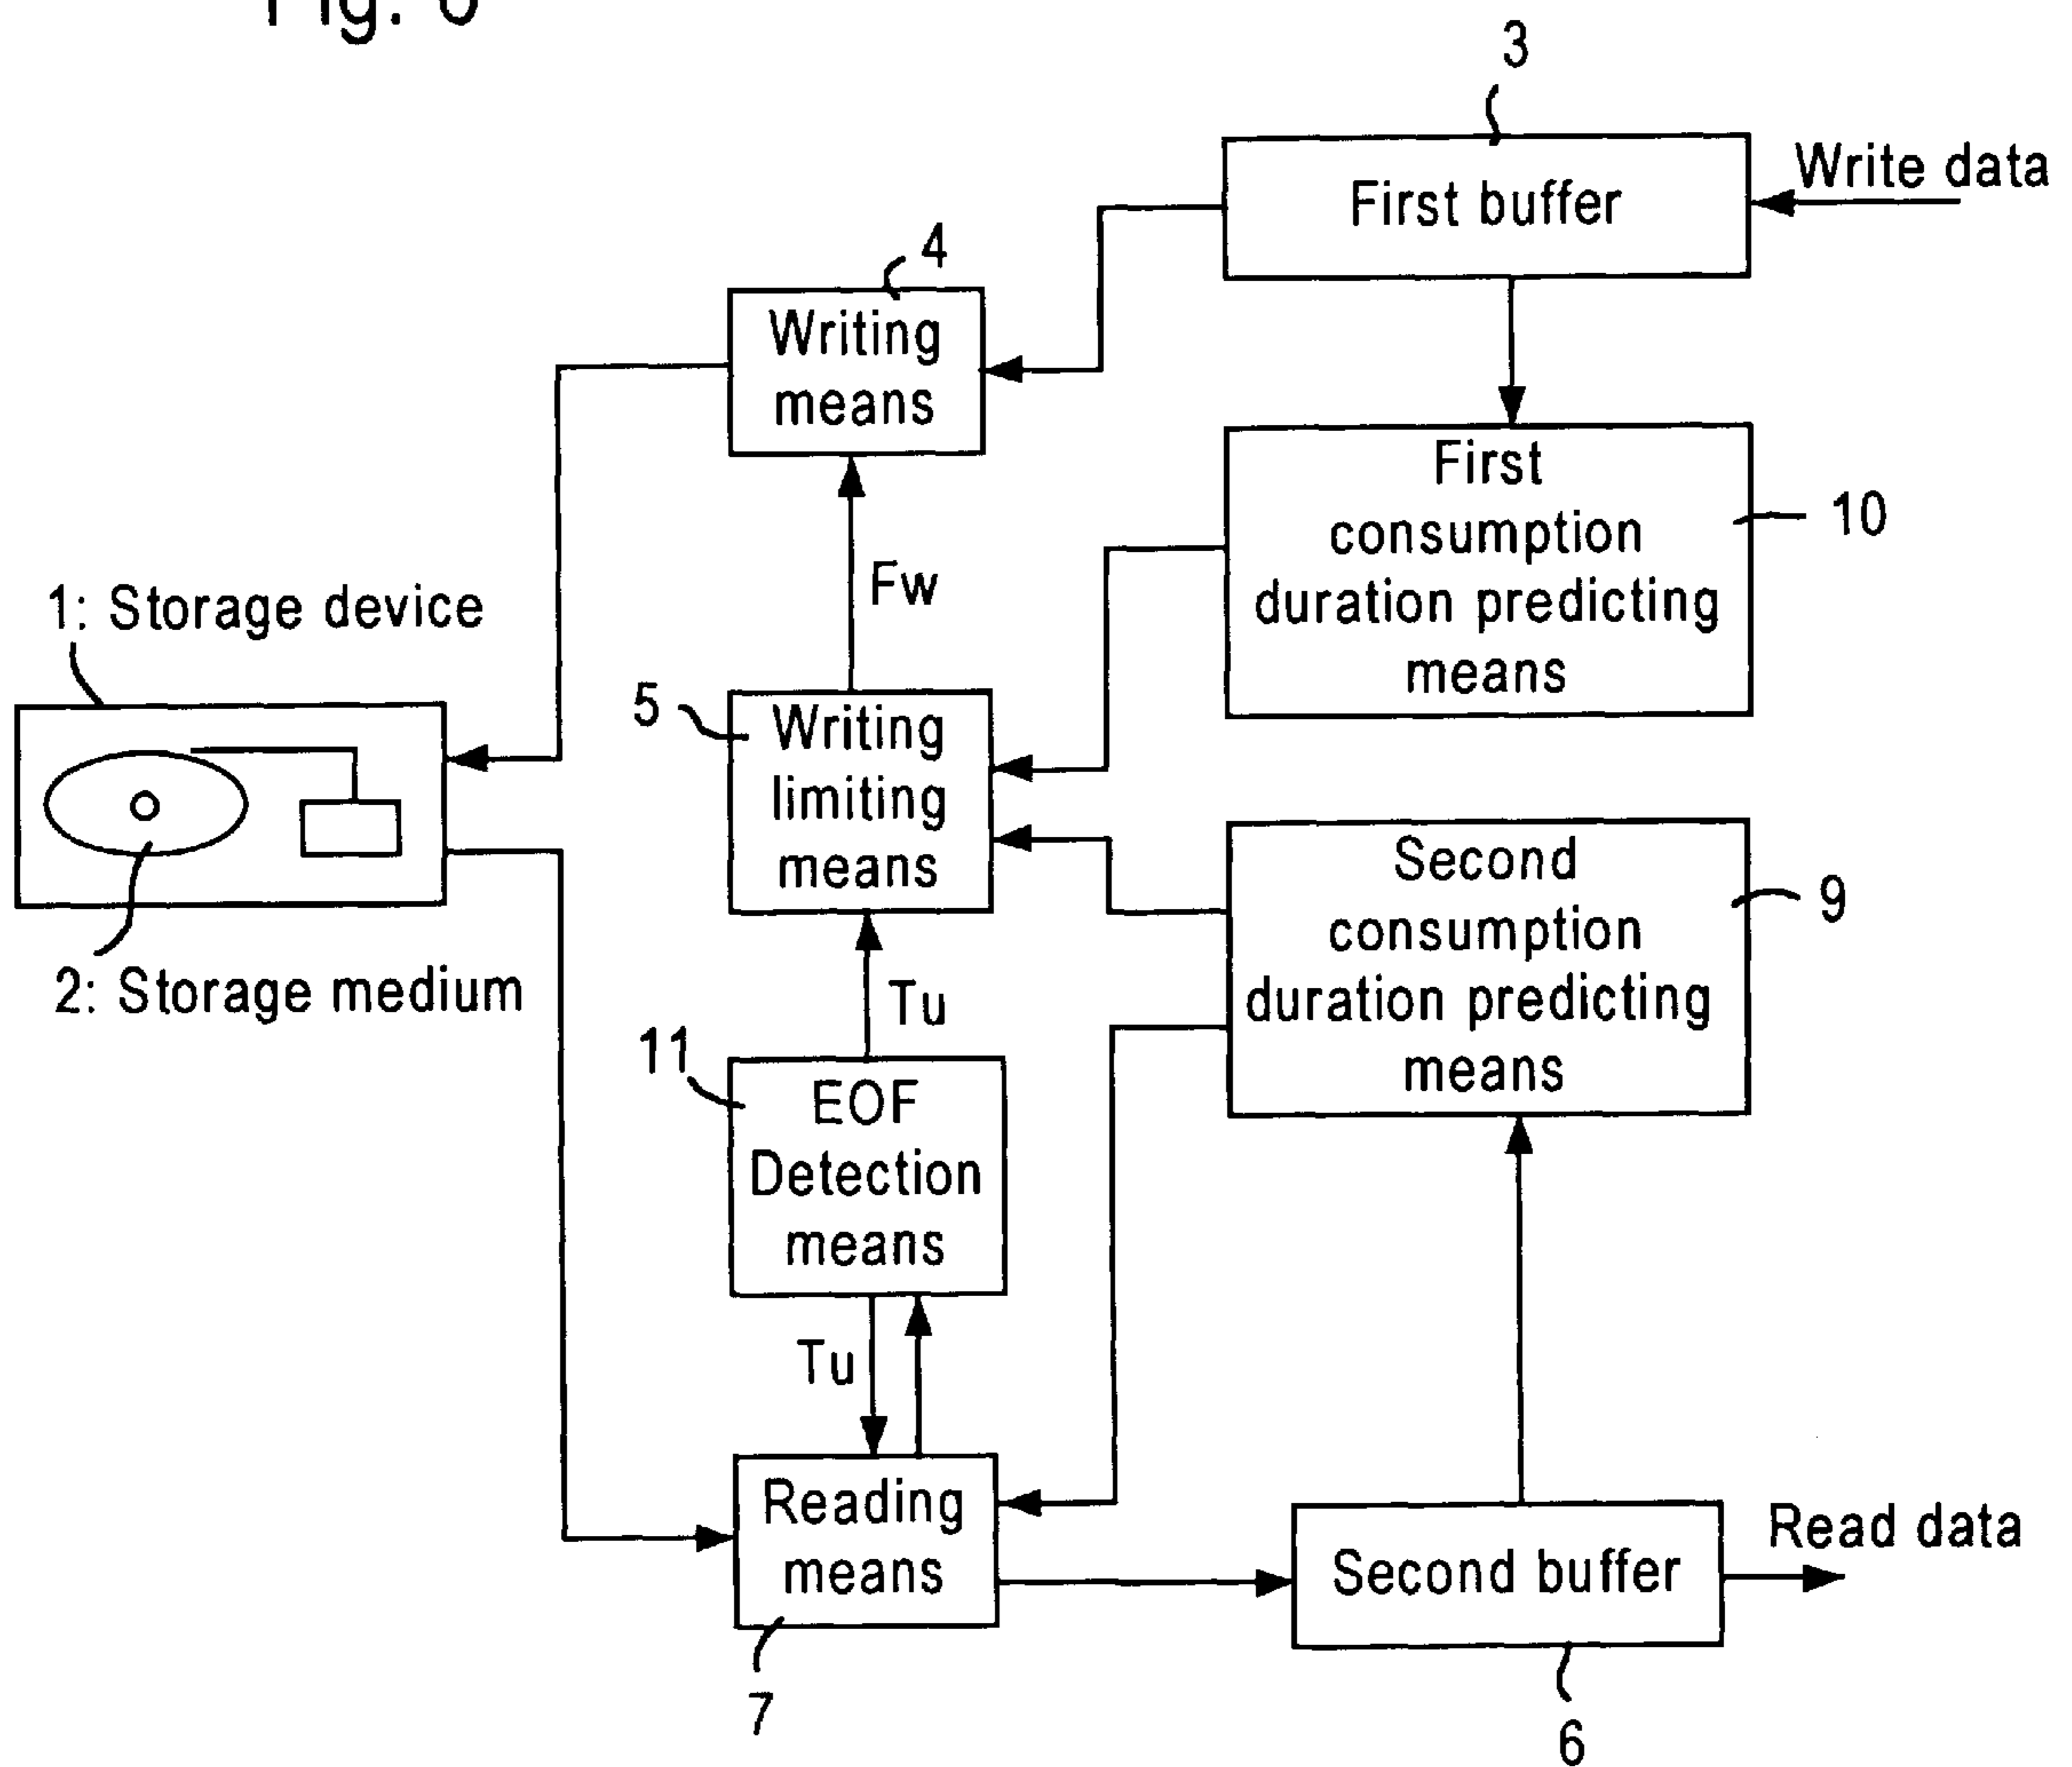 3
Write data
First buffer
4
Writing
means
First
consumption
duration predicting
means
10
Fw
1: Storage device
5
Writing
limiting
means
Second
consumption
duration predicting
means
9
2: Storage medium
Tu
11
EOF
Detection
means
Tu
Reading
means
Read data
Second buffer
7
6